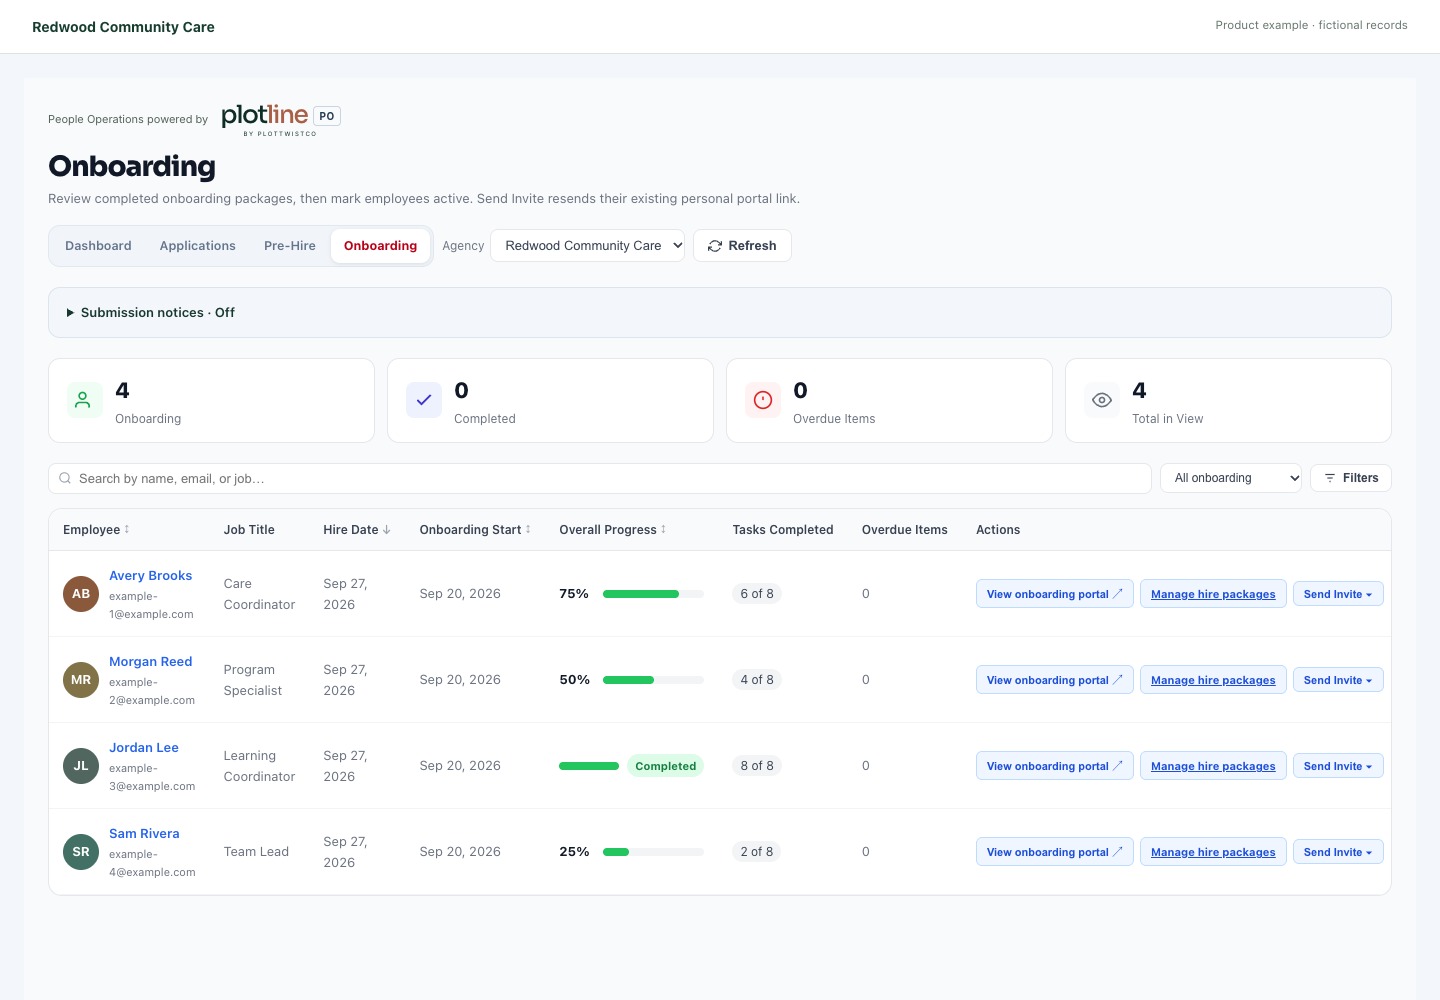 Redwood Community Care
Product example · fictional records
People Operations powered by
plotline
PO
BY PLOTTWISTCO
Onboarding
Review completed onboarding packages, then mark employees active. Send Invite resends their existing personal portal link.
Dashboard
Applications
Pre-Hire
Onboarding
Agency
Redwood Community Care
Refresh
Submission notices · Off
4
Onboarding
0
Completed
0
Overdue Items
4
Total in View
Search by name, email, or job…
All onboarding
Filters
Employee
Job Title
Hire Date
Onboarding Start
Overall Progress
Tasks Completed
Overdue Items
Actions
AB
Avery Brooks
example-
1@example.com
Care
Coordinator
Sep 27,
2026
Sep 20, 2026
75%
6 of 8
0
View onboarding portal
Manage hire packages
Send Invite
MR
Morgan Reed
example-
2@example.com
Program
Specialist
Sep 27,
2026
Sep 20, 2026
50%
4 of 8
0
View onboarding portal
Manage hire packages
Send Invite
JL
Jordan Lee
example-
3@example.com
Learning
Coordinator
Sep 27,
2026
Sep 20, 2026
Completed
8 of 8
0
View onboarding portal
Manage hire packages
Send Invite
SR
Sam Rivera
example-
4@example.com
Team Lead
Sep 27,
2026
Sep 20, 2026
25%
2 of 8
0
View onboarding portal
Manage hire packages
Send Invite